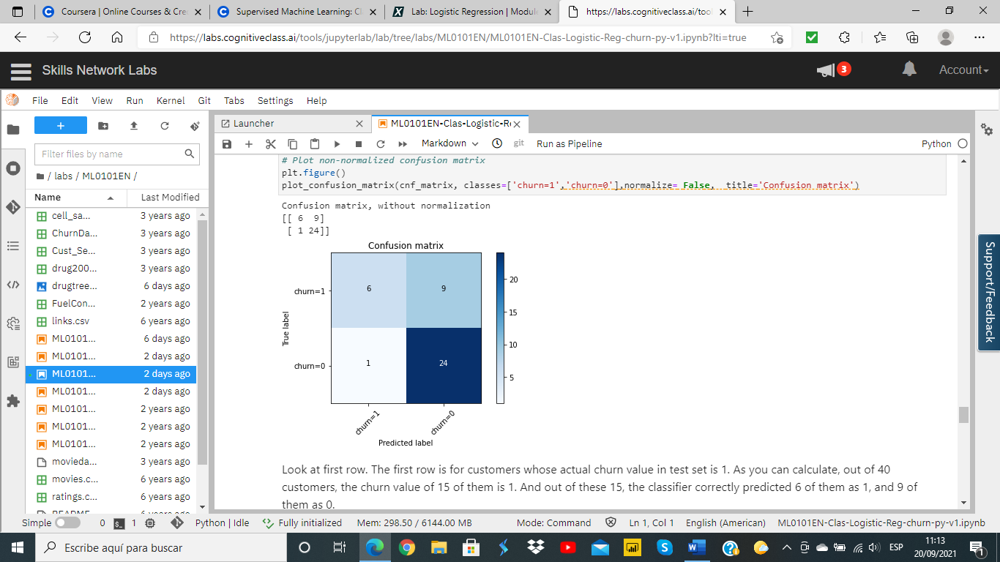 Coursera | Online Courses & Cre
Supervised Machine Learning: Cl
Lab: Logistic Regression | Module
https://labs.cognitiveclass.ai/tool
https://labs.cognitiveclass.ai/tools/jupyterlab/lab/tree/labs/ML0101EN/ML0101EN-Clas-Logistic-Reg-churn-py-v1.ipynb?lti=true
Skills Network Labs
3
Account
File Edit View Run Kernel Git Tabs Settings Help
Launcher
ML0101EN-Clas-Logistic-Re
Markdown
git
Run as Pipeline
Python
Filter files by name
/ labs / ML0101EN /
Name Last Modified
cell_sa... 3 years ago
ChurnDa... 3 years ago
Cust_Se... 3 years ago
drug200... 3 years ago
drugtree... 6 days ago
FuelCon... 2 years ago
links.csv 6 years ago
ML0101... 6 days ago
ML0101... 2 days ago
ML0101... 2 days ago
ML0101... 2 days ago
ML0101... 2 years ago
ML0101... 2 years ago
ML0101... 2 years ago
movieda... 3 years ago
movies.c... 6 years ago
ratings.c... 6 years ago
# Plot non-normalized confusion matrix
plt.figure()
plot_confusion_matrix(cnf_matrix, classes=['churn=1','churn=0'],normalize= False,  title='Confusion matrix')
Confusion matrix, without normalization
[[ 6  9]
[ 1 24]]
Confusion matrix
churn=1
6 9
churn=0
1 24
True label
churn=1 churn=0
Predicted label
20
15
10
5
Look at first row. The first row is for customers whose actual churn value in test set is 1. As you can calculate, out of 40
customers, the churn value of 15 of them is 1. And out of these 15, the classifier correctly predicted 6 of them as 1, and 9 of
them as 0.
Support/Feedback
Simple 0 1 Python | Idle Fully initialized Mem: 298.50 / 6144.00 MB Mode: Command Ln 1, Col 1 English (American) ML0101EN-Clas-Logistic-Reg-churn-py-v1.ipynb
Escribe aquí para buscar
ESP
11:13
20/09/2021
1